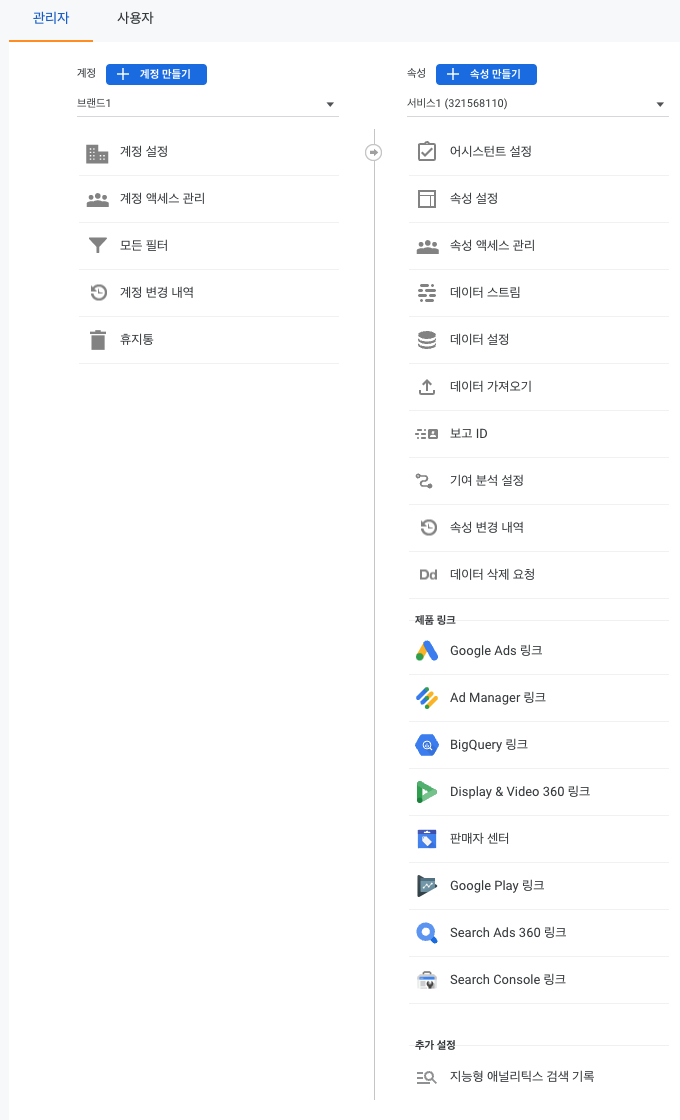 관리자
사용자
계정
계정 만들기
브랜드1
계정 설정
계정 액세스 관리
모든 필터
계정 변경 내역
휴지통
속성
속성 만들기
서비스1 (321568110)
어시스턴트 설정
속성 설정
속성 액세스 관리
데이터 스트림
데이터 설정
데이터 가져오기
보고 ID
기여 분석 설정
속성 변경 내역
Dd 데이터 삭제 요청
제품 링크
Google Ads 링크
Ad Manager 링크
BigQuery 링크
Display & Video 360 링크
판매자 센터
Google Play 링크
Search Ads 360 링크
Search Console 링크
추가 설정
지능형 애널리틱스 검색 기록